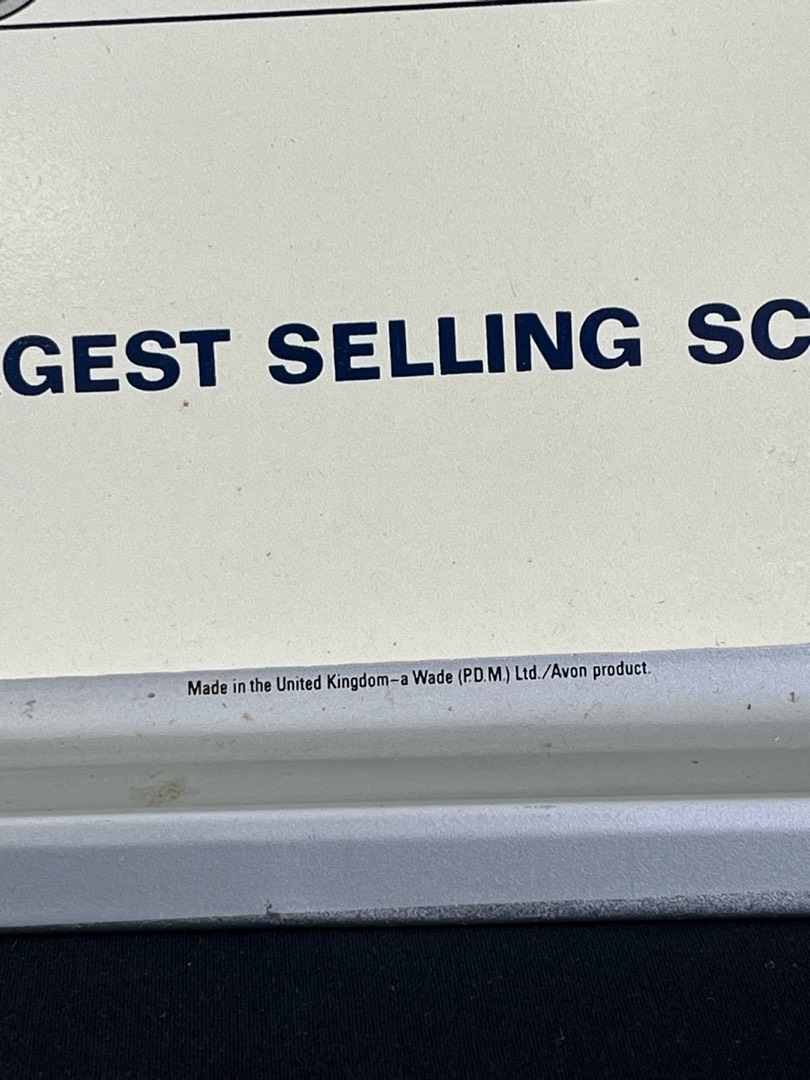 GEST SELLING SC
Made in the United Kingdom–a Wade (P.D.M.) Ltd./Avon product.